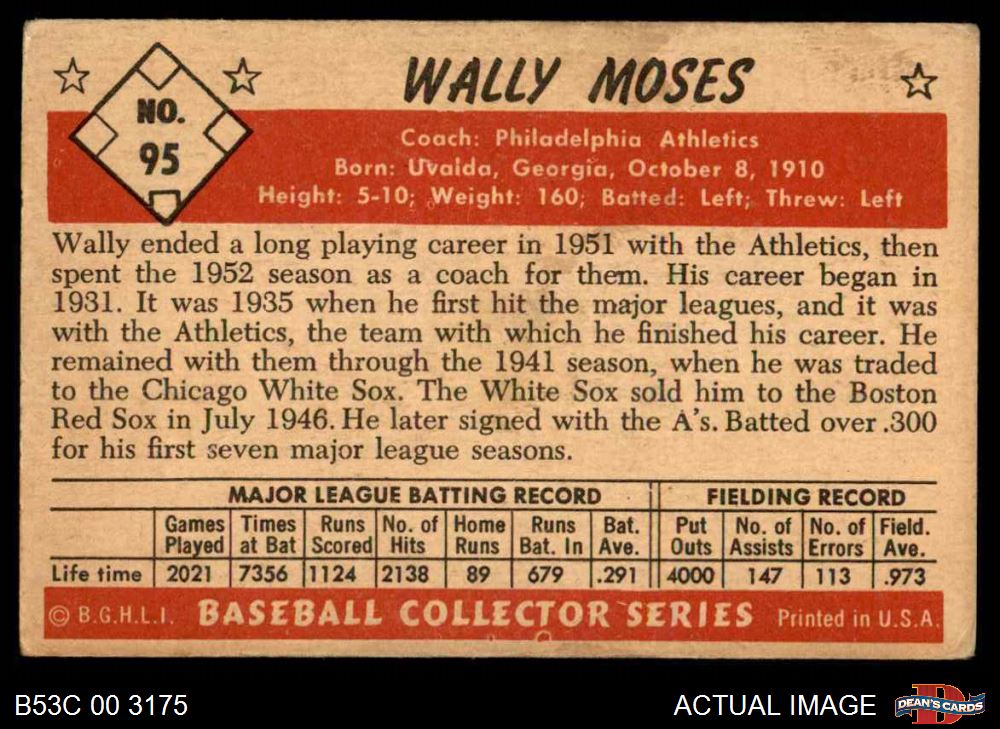 NO.
95
WALLY MOSES
Coach: Philadelphia Athletics
Born: Uvalda, Georgia, October 8, 1910
Height: 5-10; Weight: 160; Batted: Left; Threw: Left
Wally ended a long playing career in 1951 with the Athletics, then
spent the 1952 season as a coach for them. His career began in
1931. It was 1935 when he first hit the major leagues, and it was
with the Athletics, the team with which he finished his career. He
remained with them through the 1941 season, when he was traded
to the Chicago White Sox. The White Sox sold him to the Boston
Red Sox in July 1946. He later signed with the A's. Batted over .300
for his first seven major league seasons.
MAJOR LEAGUE BATTING RECORD FIELDING RECORD
Games Times Runs No. of Home Runs Bat. Put No. of No. of Field.
Played at Bat Scored Hits Runs Bat. In Ave. Outs Assists Errors Ave.
Life time 2021 7356 1124 2138 89 679 .291 4000 147 113 .973
© B.G.H.L.I. BASEBALL COLLECTOR SERIES Printed in U.S.A.
B53C 00 3175 ACTUAL IMAGE DEAN'S CARDS